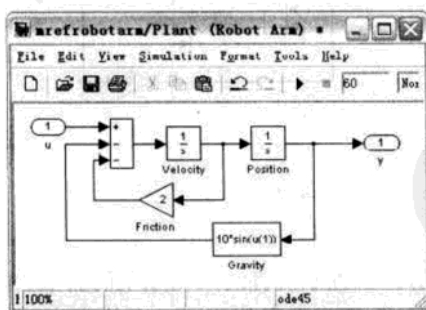 mrefrobotarm/Plant (Robot Arm) *
File Edit View Simulation Format Tools Help
60 Nor
1
u
+
−
−
1
s
Velocity
1
s
Position
1
y
2
Friction
10*sin(u(1))
Gravity
100%
ode45